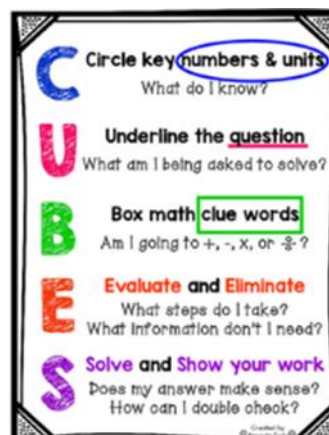 C Circle key numbers & units
What do I know?
U Underline the question
What am I being asked to solve?
B Box math clue words
Am I going to +, -, x, or ÷?
E Evaluate and Eliminate
What steps do I take?
What information don't I need?
S Solve and Show your work
Does my answer make sense?
How can I double check?
Created by